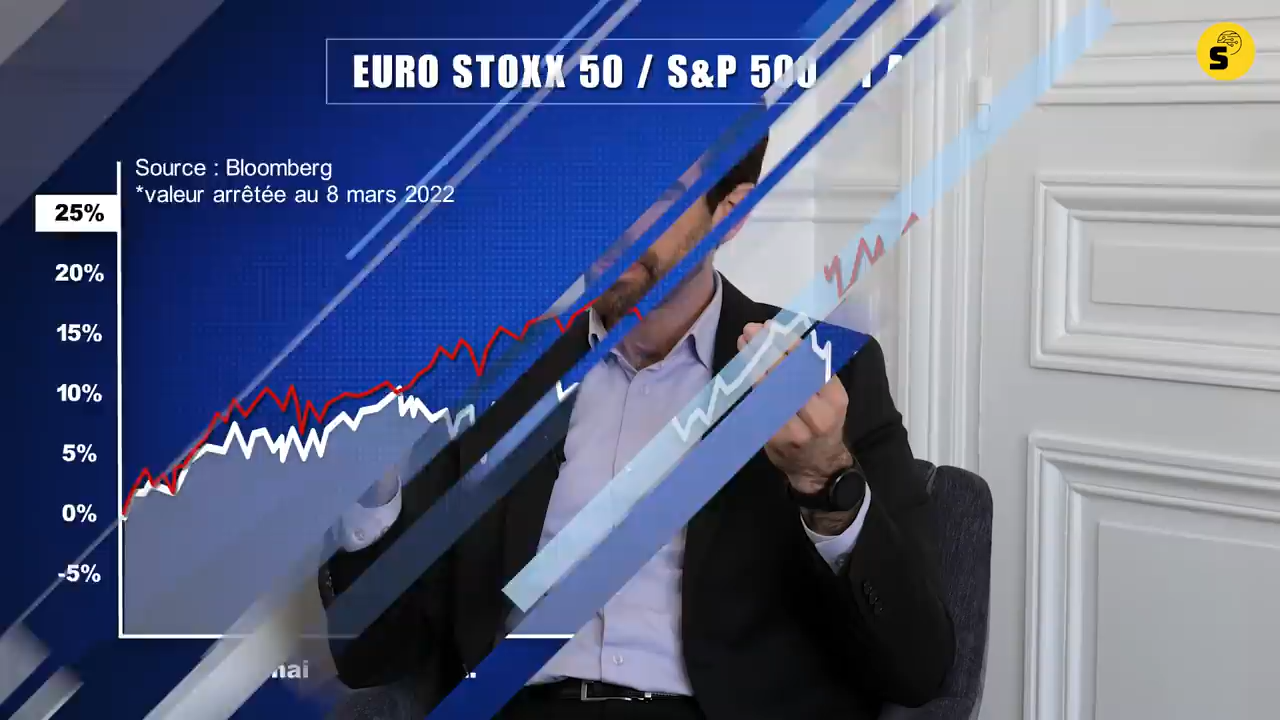 EURO STOXX 50 / S&P 500
Source : Bloomberg
*valeur arrêtée au 8 mars 2022
25%
20%
15%
10%
5%
0%
-5%
S